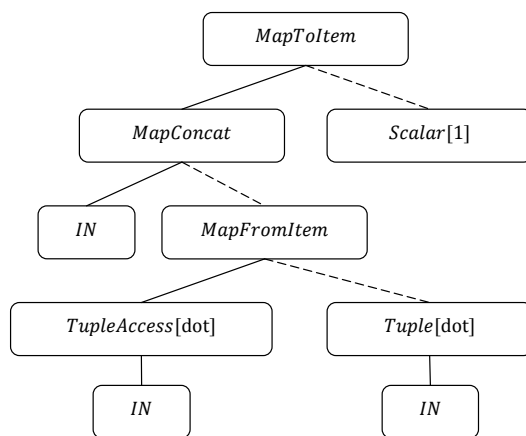 MapToItem
MapConcat
Scalar[1]
IN
MapFromItem
TupleAccess[dot]
Tuple[dot]
IN
IN